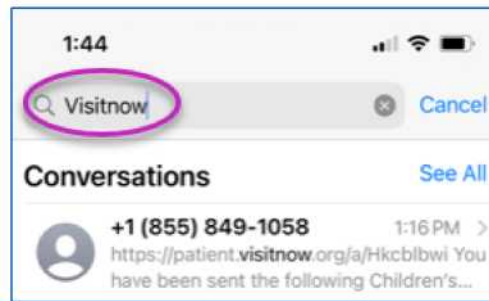 1:44
Visitnow
Cancel
Conversations
See All
+1 (855) 849-1058
1:16 PM
https://patient.visitnow.org/a/Hkcblbwi You
have been sent the following Children's...